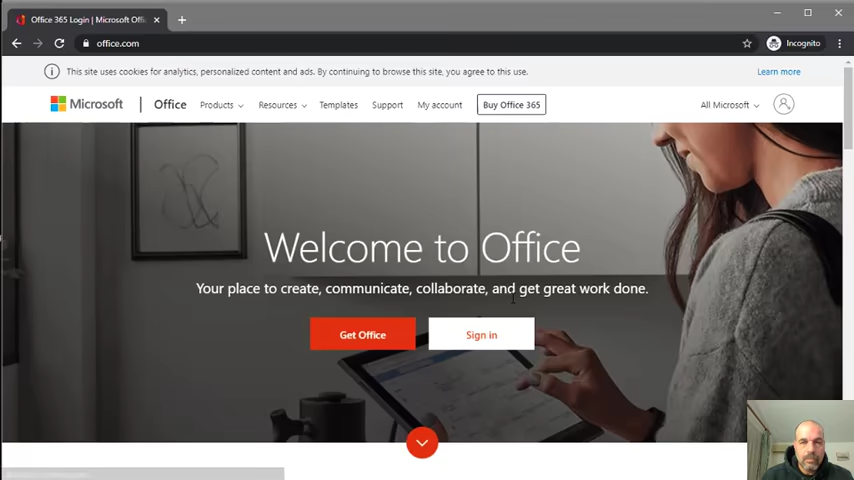 Office 365 Login | Microsoft Offi
office.com
Incognito
This site uses cookies for analytics, personalized content and ads. By continuing to browse this site, you agree to this use.
Learn more
Microsoft
Office
Products
Resources
Templates
Support
My account
Buy Office 365
All Microsoft
Welcome to Office
Your place to create, communicate, collaborate, and get great work done.
Get Office
Sign in